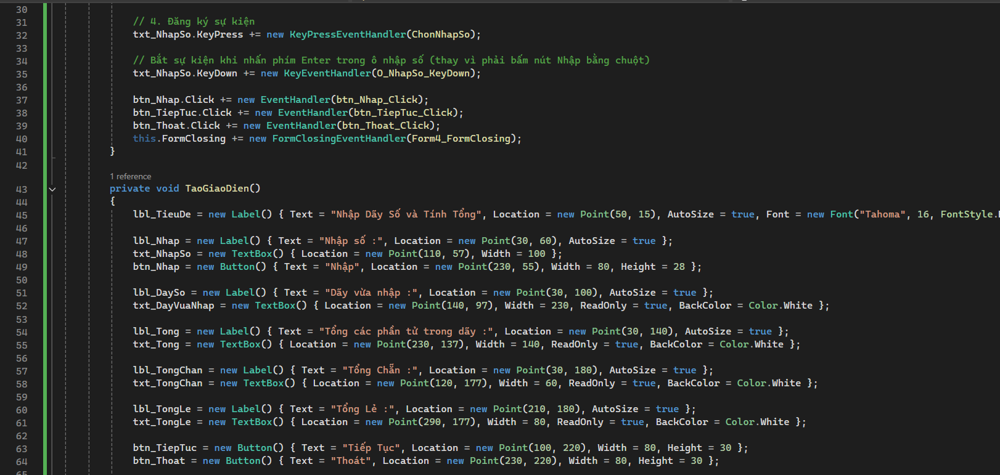 30
31 // 4. Đăng ký sự kiện
32 txt_NhapSo.KeyPress += new KeyPressEventHandler(ChonNhapSo);
33
34 // Bắt sự kiện khi nhấn phím Enter trong ô nhập số (thay vì phải bấm nút Nhập bằng chuột)
35 txt_NhapSo.KeyDown += new KeyEventHandler(O_NhapSo_KeyDown);
36
37 btn_Nhap.Click += new EventHandler(btn_Nhap_Click);
38 btn_TiepTuc.Click += new EventHandler(btn_TiepTuc_Click);
39 btn_Thoat.Click += new EventHandler(btn_Thoat_Click);
40 this.FormClosing += new FormClosingEventHandler(Form4_FormClosing);
41 }
42
1 reference
43 private void TaoGiaoDien()
44 {
45 lbl_TieuDe = new Label() { Text = "Nhập Dãy Số và Tính Tổng", Location = new Point(50, 15), AutoSize = true, Font = new Font("Tahoma", 16, FontStyle.
46
47 lbl_Nhap = new Label() { Text = "Nhập số :", Location = new Point(30, 60), AutoSize = true };
48 txt_NhapSo = new TextBox() { Location = new Point(110, 57), Width = 100 };
49 btn_Nhap = new Button() { Text = "Nhập", Location = new Point(230, 55), Width = 80, Height = 28 };
50
51 lbl_DaySo = new Label() { Text = "Dãy vừa nhập :", Location = new Point(30, 100), AutoSize = true };
52 txt_DayVuaNhap = new TextBox() { Location = new Point(140, 97), Width = 230, ReadOnly = true, BackColor = Color.White };
53
54 lbl_Tong = new Label() { Text = "Tổng các phần tử trong dãy :", Location = new Point(30, 140), AutoSize = true };
55 txt_Tong = new TextBox() { Location = new Point(230, 137), Width = 140, ReadOnly = true, BackColor = Color.White };
56
57 lbl_TongChan = new Label() { Text = "Tổng Chẵn :", Location = new Point(30, 180), AutoSize = true };
58 txt_TongChan = new TextBox() { Location = new Point(120, 177), Width = 60, ReadOnly = true, BackColor = Color.White };
59
60 lbl_TongLe = new Label() { Text = "Tổng Lẻ :", Location = new Point(210, 180), AutoSize = true };
61 txt_TongLe = new TextBox() { Location = new Point(290, 177), Width = 80, ReadOnly = true, BackColor = Color.White };
62
63 btn_TiepTuc = new Button() { Text = "Tiếp Tục", Location = new Point(100, 220), Width = 80, Height = 30 };
64 btn_Thoat = new Button() { Text = "Thoát", Location = new Point(230, 220), Width = 80, Height = 30 };
65